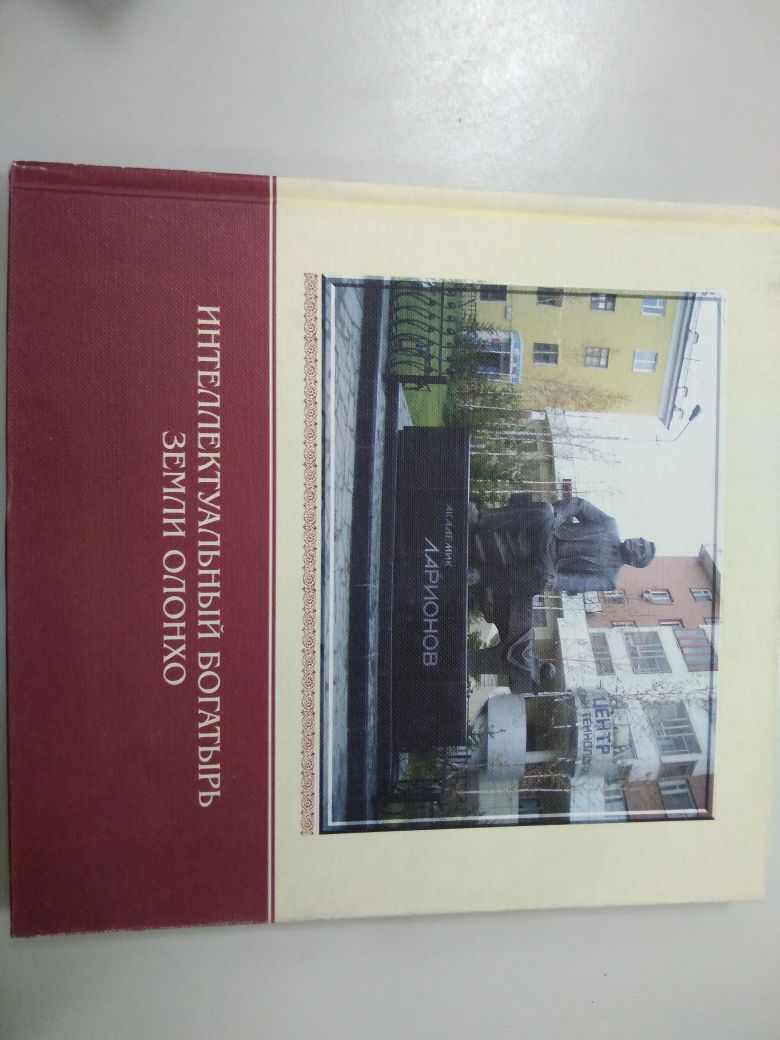 АКАДЕМИК
ЛАРИОНОВ
ЦЕНТР
ИНТЕЛЛЕКТУАЛЬНЫЙ БОГАТЫРЬ
ЗЕМЛИ ОЛОНХО